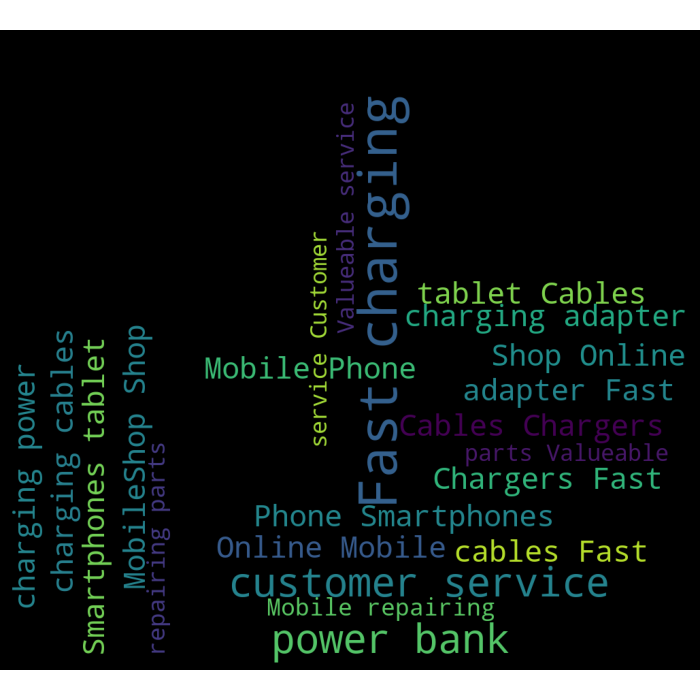 Fast charging
Valueable service
service Customer
tablet Cables
charging adapter
Mobile Phone
Shop Online
adapter Fast
Cables Chargers
parts Valueable
Chargers Fast
charging power
charging cables
Smartphones tablet
MobileShop Shop
repairing parts
Phone Smartphones
Online Mobile
cables Fast
customer service
Mobile repairing
power bank